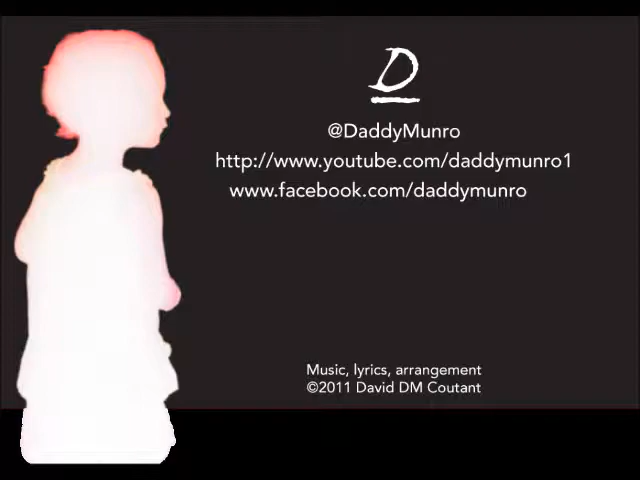 D
@DaddyMunro
http://www.youtube.com/daddymunro1
www.facebook.com/daddymunro
Music, lyrics, arrangement
©2011 David DM Coutant